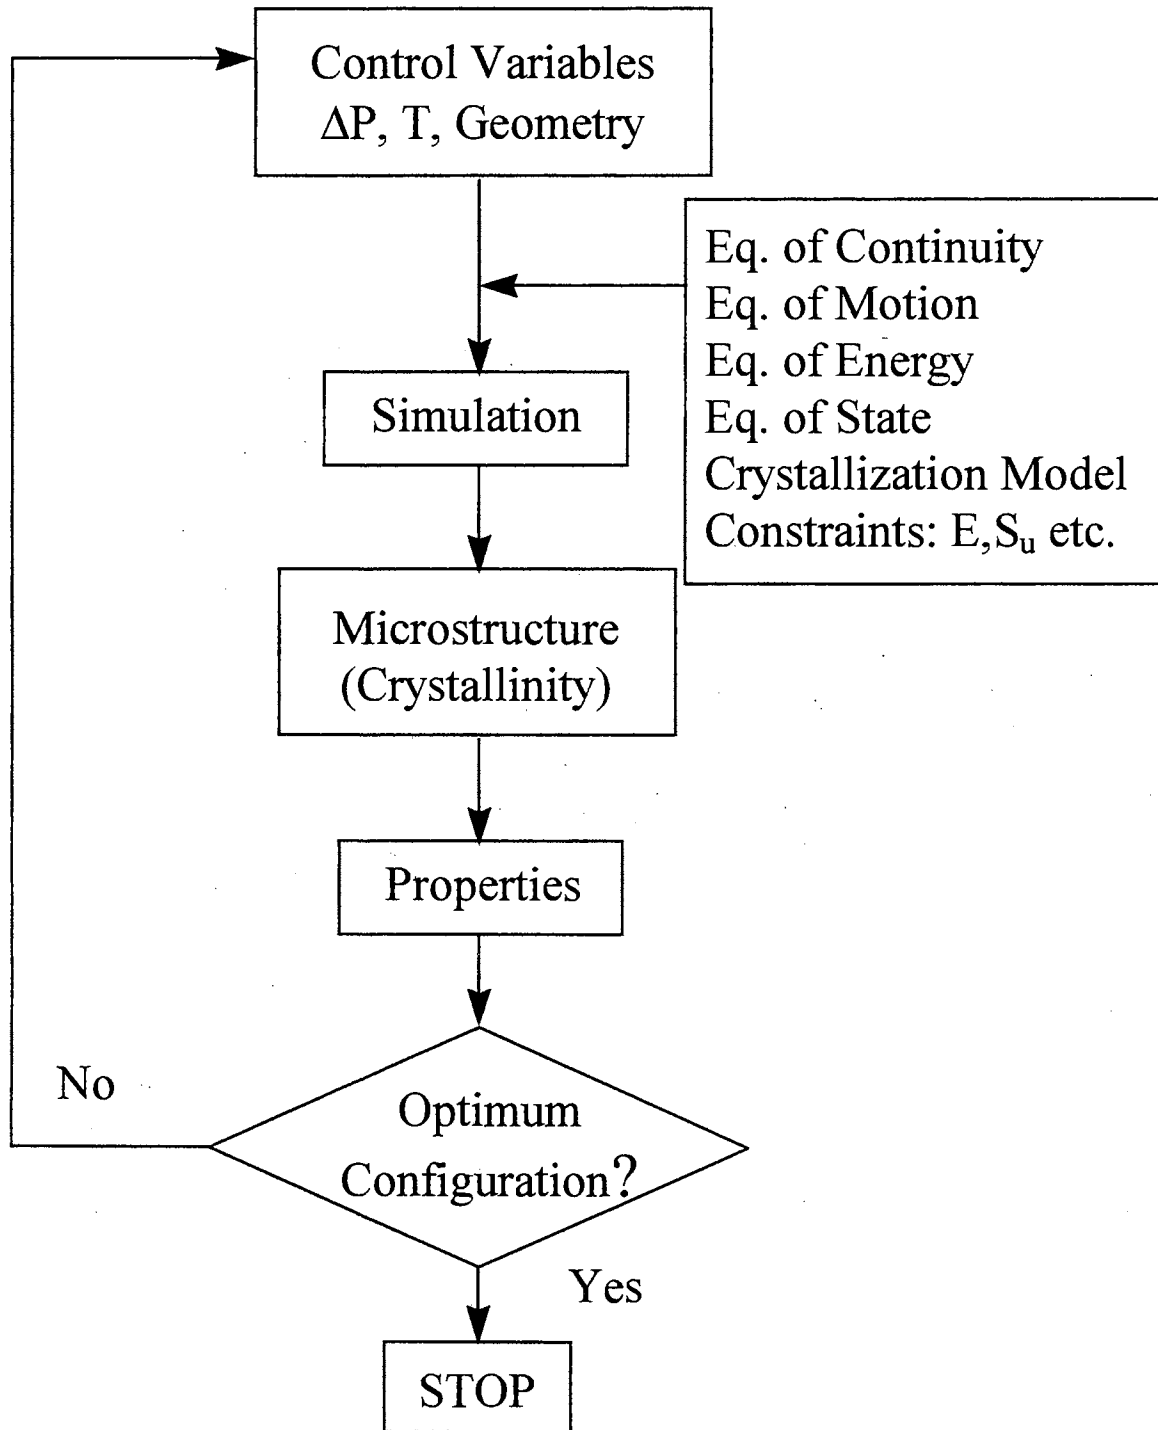 Control Variables
ΔP, T, Geometry
Eq. of Continuity
Eq. of Motion
Eq. of Energy
Eq. of State
Crystallization Model
Constraints: E,Sᵤ etc.
Simulation
Microstructure
(Crystallinity)
Properties
No
Optimum
Configuration?
Yes
STOP